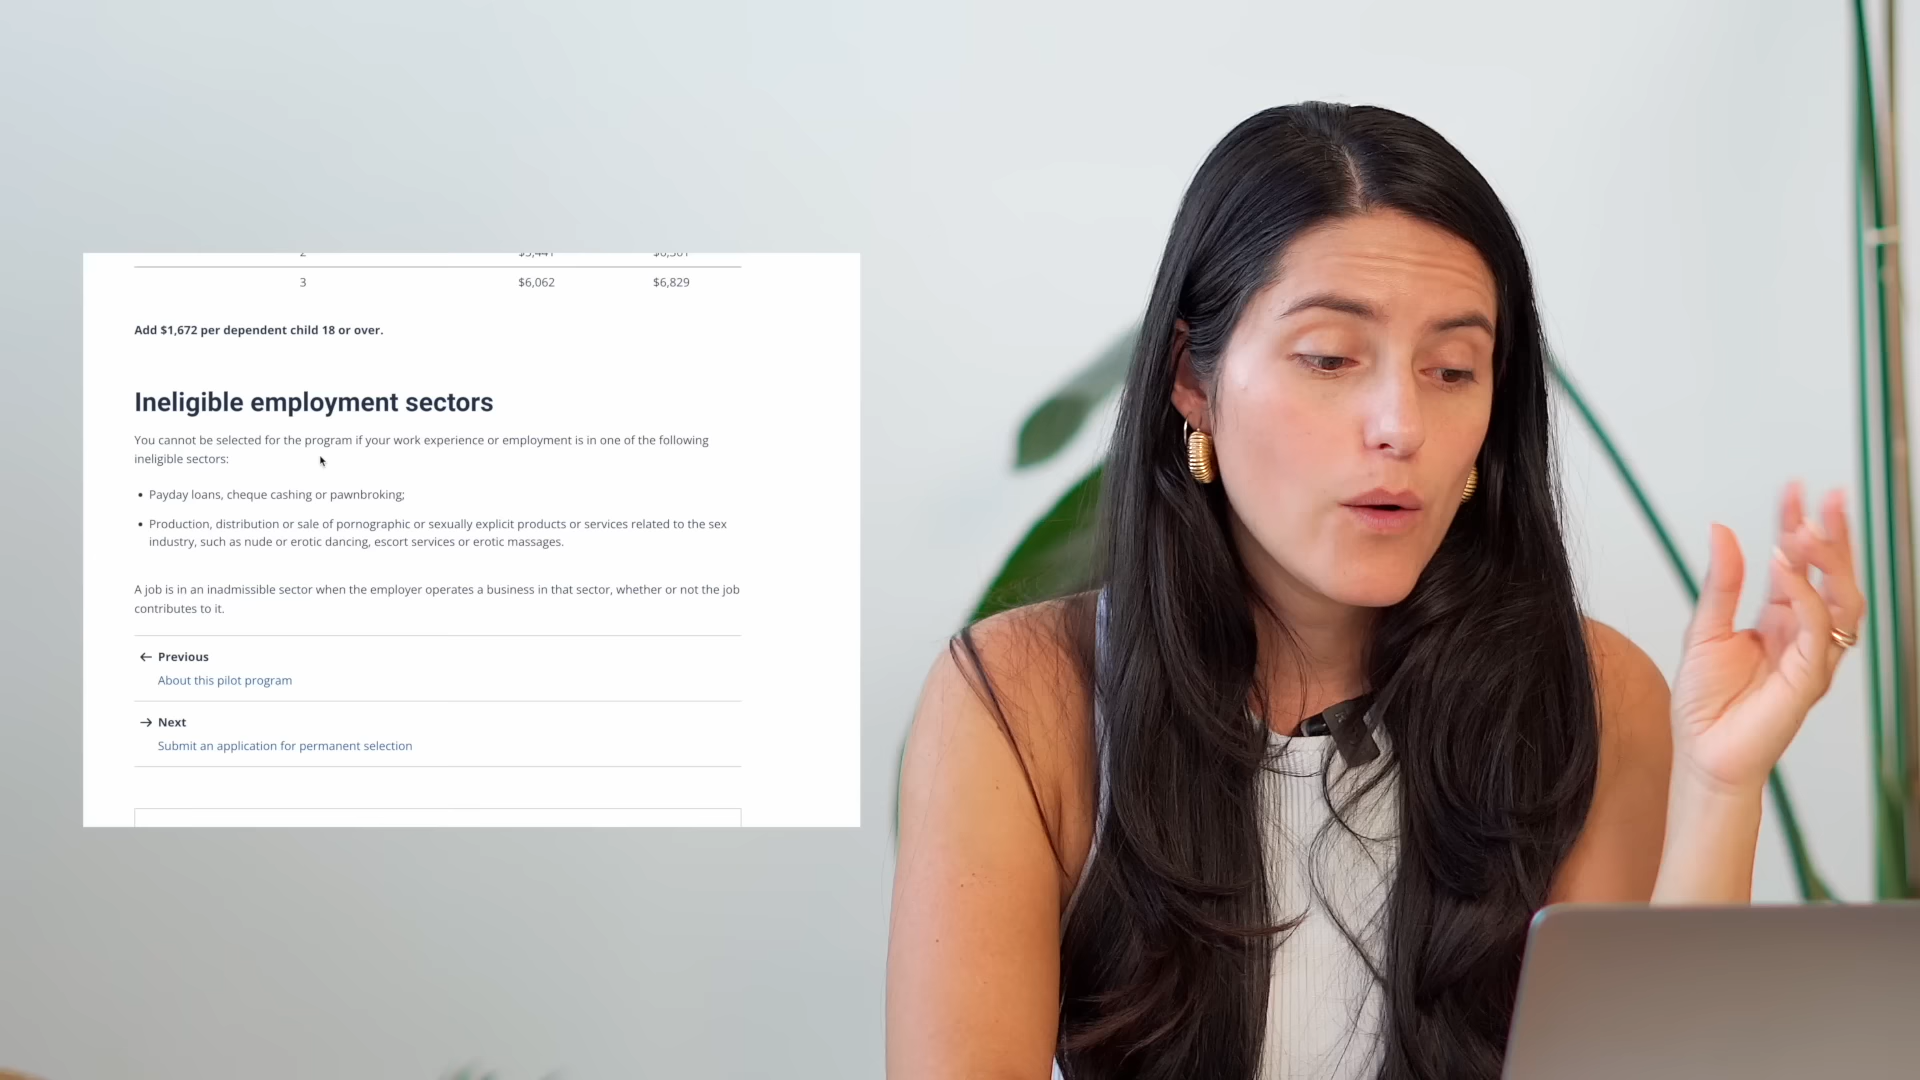 3 $6,062 $6,829
Add $1,672 per dependent child 18 or over.
Ineligible employment sectors
You cannot be selected for the program if your work experience or employment is in one of the following
ineligible sectors:
• Payday loans, cheque cashing or pawnbroking;
• Production, distribution or sale of pornographic or sexually explicit products or services related to the sex
industry, such as nude or erotic dancing, escort services or erotic massages.
A job is in an inadmissible sector when the employer operates a business in that sector, whether or not the job
contributes to it.
← Previous
About this pilot program
→ Next
Submit an application for permanent selection